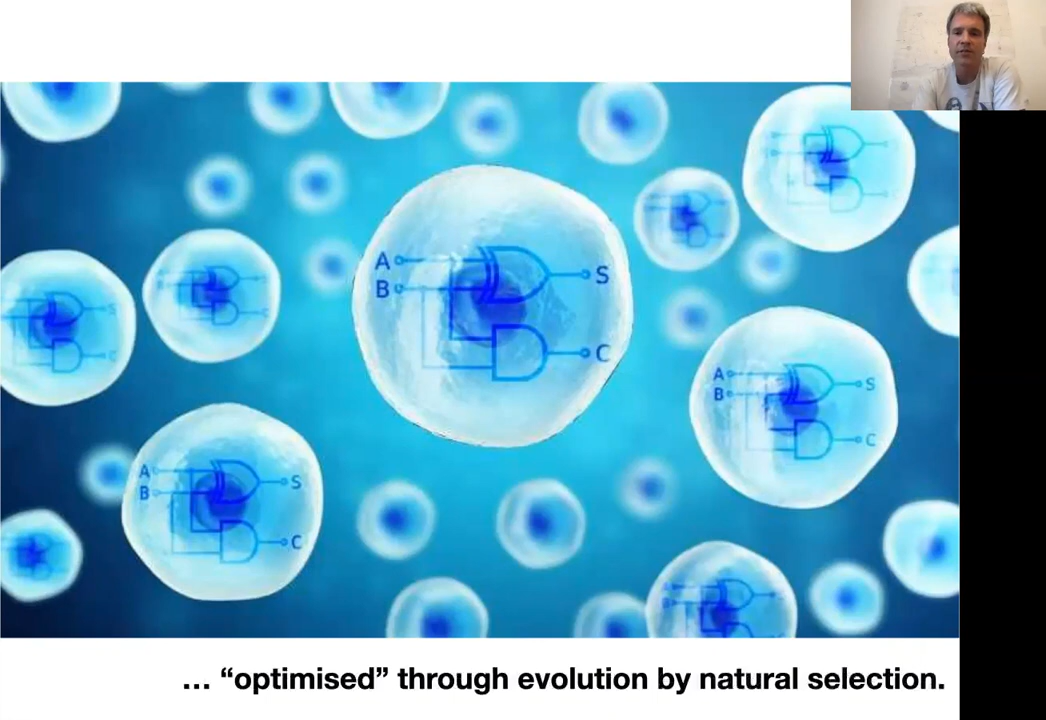 A
S
B
C
A
S
B
C
A
S
B
C
… “optimised” through evolution by natural selection.